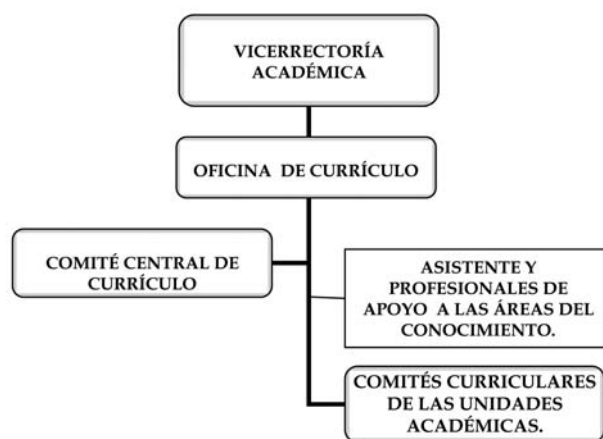 VICERRECTORÍA
ACADÉMICA
OFICINA DE CURRÍCULO
COMITÉ CENTRAL DE
CURRÍCULO
ASISTENTE Y
PROFESIONALES DE
APOYO A LAS ÁREAS DEL
CONOCIMIENTO.
COMITÉS CURRICULARES
DE LAS UNIDADES
ACADÉMICAS.